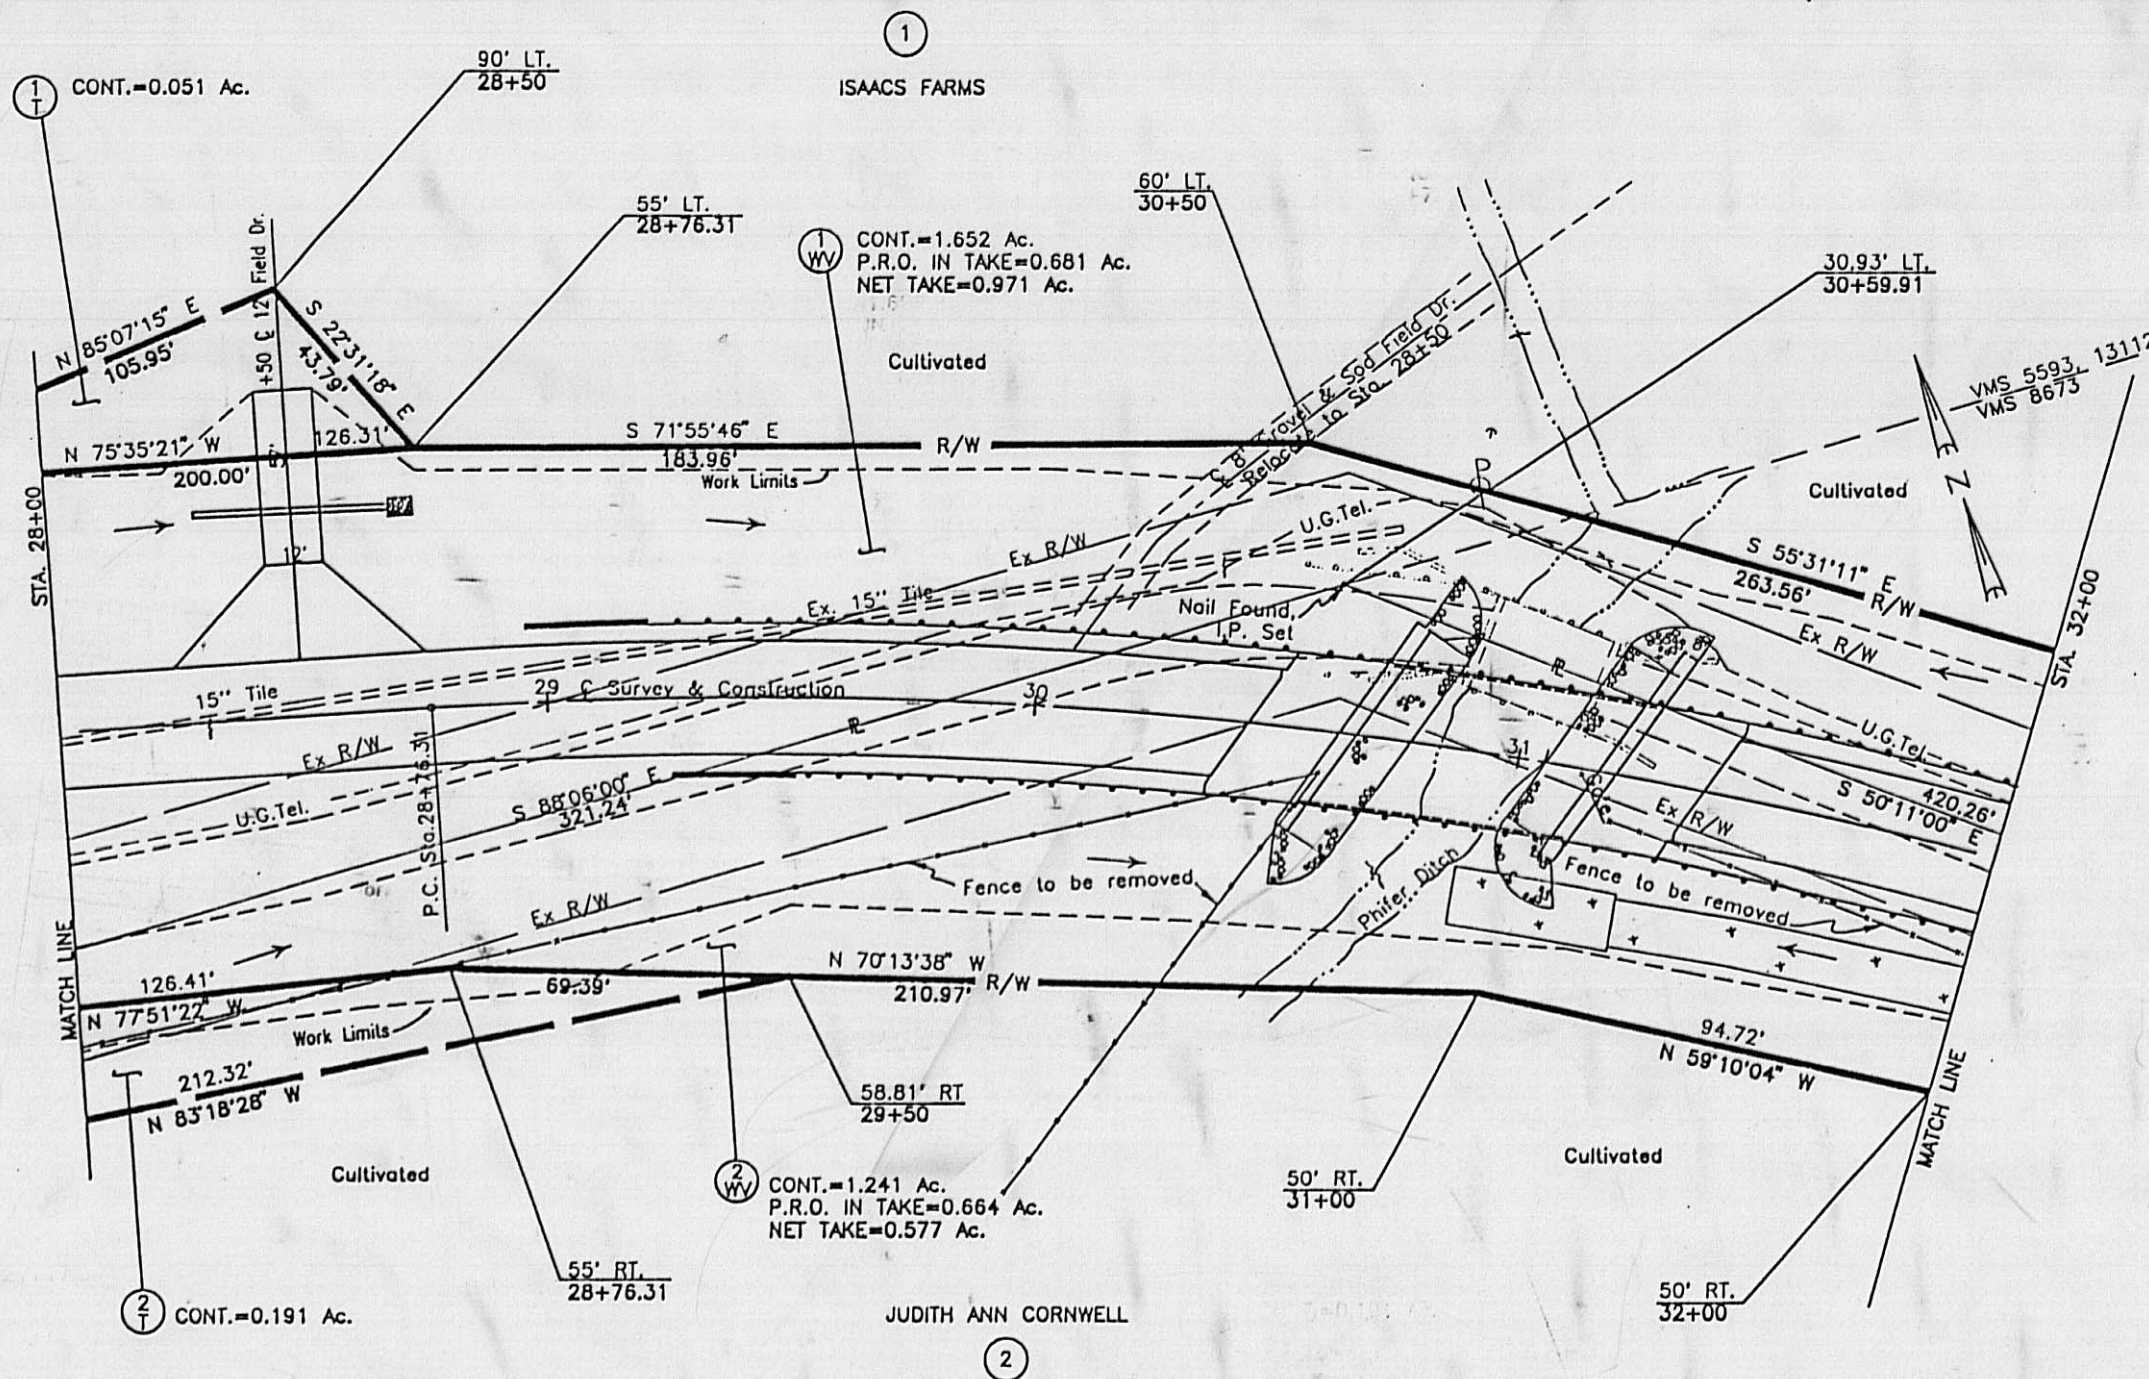 1
ISAACS FARMS
1
T
CONT.=0.051 Ac.
90' LT.
28+50
55' LT.
28+76.31
1
WV
CONT.=1.652 Ac.
P.R.O. IN TAKE=0.681 Ac.
NET TAKE=0.971 Ac.
60' LT.
30+50
30.93' LT.
30+59.91
VMS 5593, 13112
VMS 8673
+50 ℄ 12' Field Dr.
N 85°07'15" E
105.95'
S 22°31'18" E
43.79'
Cultivated
℄ 8' Gravel & Sod Field Dr.
Relocate to Sta. 28+50
N
Cultivated
N 75°35'21" W
200.00'
126.31'
S 71°55'46" E
183.96'
R/W
Work Limits
STA. 28+00
12'
U.G.Tel.
Ex R/W
S 55°31'11" E
263.56'
R/W
STA. 32+00
Ex. 15" Tile
Nail Found,
I.P. Set
Ex R/W
15" Tile
29
℄ Survey & Construction
30
31
Ex R/W
U.G.Tel.
P.C. Sta.28+76.31
S 88°06'00" E
321.24'
U.G.Tel.
420.26'
S 50°11'00" E
Ex R/W
Fence to be removed
Phifer Ditch
Fence to be removed
Ex R/W
MATCH LINE
126.41'
N 77°51'22" W
69.39'
N 70°13'38" W
210.97'
R/W
Work Limits
94.72'
N 59°10'04" W
212.32'
N 83°18'28" W
58.81' RT
29+50
MATCH LINE
Cultivated
Cultivated
2
WV
CONT.=1.241 Ac.
P.R.O. IN TAKE=0.664 Ac.
NET TAKE=0.577 Ac.
50' RT.
31+00
55' RT.
28+76.31
50' RT.
32+00
2
T
CONT.=0.191 Ac.
JUDITH ANN CORNWELL
2